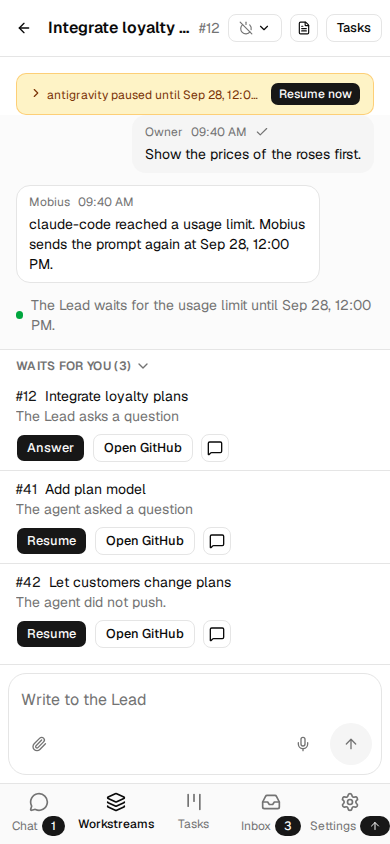 Integrate loyalty ... #12 Tasks
antigravity paused until Sep 28, 12:0... Resume now
Owner 09:40 AM
Show the prices of the roses first.
Mobius 09:40 AM
claude-code reached a usage limit. Mobius
sends the prompt again at Sep 28, 12:00
PM.
The Lead waits for the usage limit until Sep 28, 12:00
PM.
WAITS FOR YOU (3)
#12 Integrate loyalty plans
The Lead asks a question
Answer Open GitHub
#41 Add plan model
The agent asked a question
Resume Open GitHub
#42 Let customers change plans
The agent did not push.
Resume Open GitHub
Write to the Lead
Chat 1 Workstreams Tasks Inbox 3 Settings